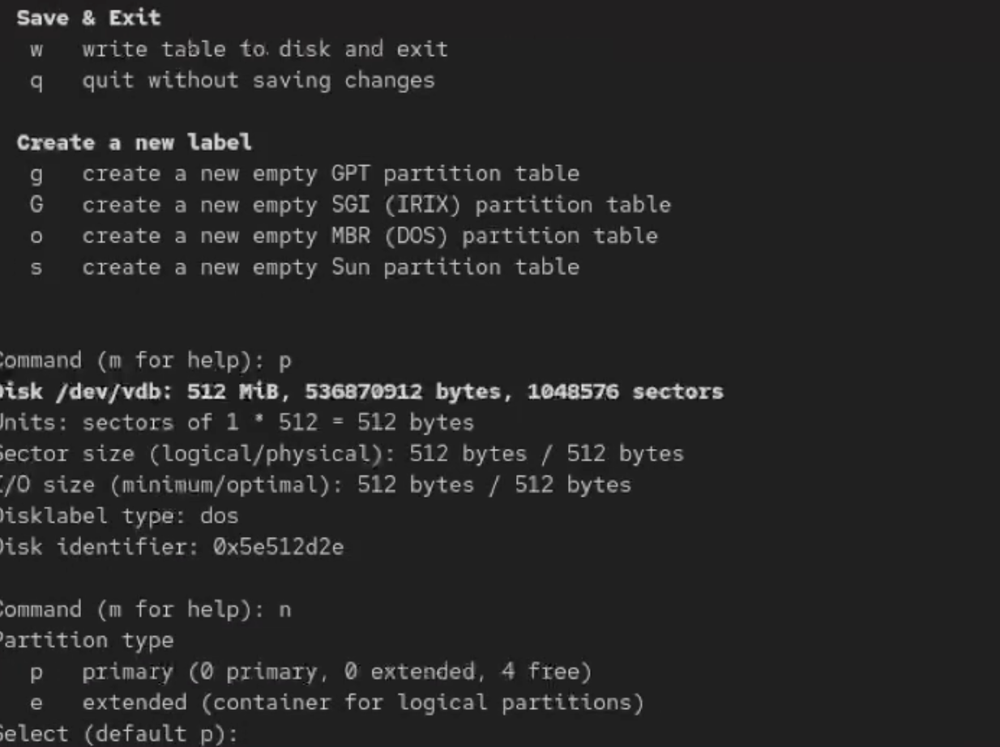 Save & Exit
w   write table to disk and exit
q   quit without saving changes
Create a new label
g   create a new empty GPT partition table
G   create a new empty SGI (IRIX) partition table
o   create a new empty MBR (DOS) partition table
s   create a new empty Sun partition table
Command (m for help): p
Disk /dev/vdb: 512 MiB, 536870912 bytes, 1048576 sectors
Units: sectors of 1 * 512 = 512 bytes
Sector size (logical/physical): 512 bytes / 512 bytes
I/O size (minimum/optimal): 512 bytes / 512 bytes
Disklabel type: dos
Disk identifier: 0x5e512d2e
Command (m for help): n
Partition type
p   primary (0 primary, 0 extended, 4 free)
e   extended (container for logical partitions)
Select (default p):